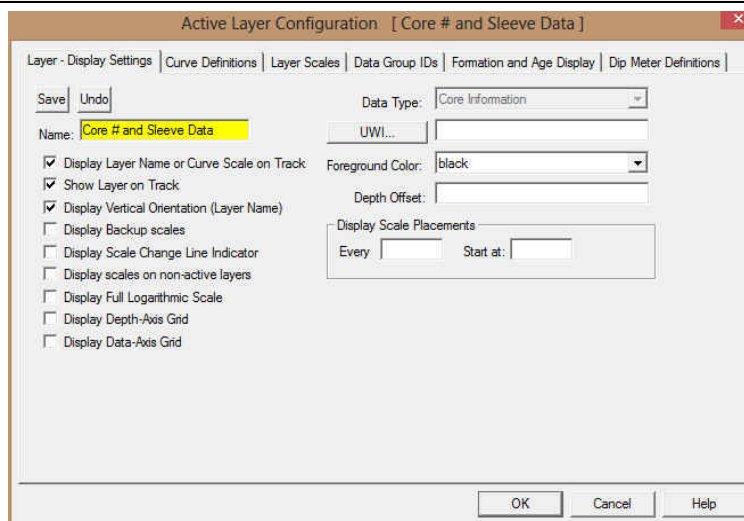 Active Layer Configuration [ Core # and Sleeve Data ]
Layer - Display Settings Curve Definitions Layer Scales Data Group IDs Formation and Age Display Dip Meter Definitions
Save Undo
Name: Core # and Sleeve Data
Display Layer Name or Curve Scale on Track
Show Layer on Track
Display Vertical Orientation (Layer Name)
Display Backup scales
Display Scale Change Line Indicator
Display scales on non-active layers
Display Full Logarithmic Scale
Display Depth-Axis Grid
Display Data-Axis Grid
Data Type: Core Information
UWI...
Foreground Color: black
Depth Offset:
Display Scale Placements
Every Start at:
OK Cancel Help